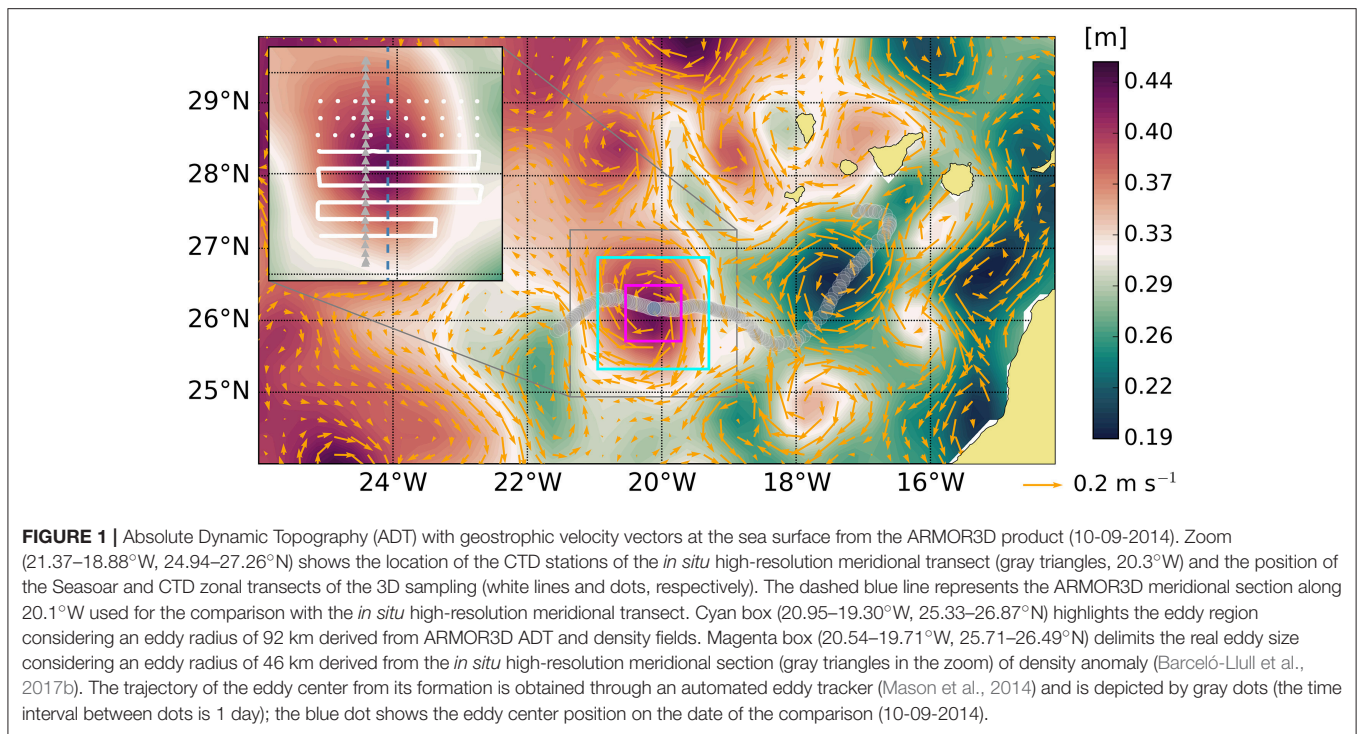 [m]
29°N
28°N
27°N
26°N
25°N
0.44
0.40
0.37
0.33
0.29
0.26
0.22
0.19
24°W 22°W 20°W 18°W 16°W
0.2 m s−1
FIGURE 1 | Absolute Dynamic Topography (ADT) with geostrophic velocity vectors at the sea surface from the ARMOR3D product (10-09-2014). Zoom
(21.37–18.88°W, 24.94–27.26°N) shows the location of the CTD stations of the in situ high-resolution meridional transect (gray triangles, 20.3°W) and the position of
the Seasoar and CTD zonal transects of the 3D sampling (white lines and dots, respectively). The dashed blue line represents the ARMOR3D meridional section along
20.1°W used for the comparison with the in situ high-resolution meridional transect. Cyan box (20.95–19.30°W, 25.33–26.87°N) highlights the eddy region
considering an eddy radius of 92 km derived from ARMOR3D ADT and density fields. Magenta box (20.54–19.71°W, 25.71–26.49°N) delimits the real eddy size
considering an eddy radius of 46 km derived from the in situ high-resolution meridional section (gray triangles in the zoom) of density anomaly (Barceló-Llull et al.,
2017b). The trajectory of the eddy center from its formation is obtained through an automated eddy tracker (Mason et al., 2014) and is depicted by gray dots (the time
interval between dots is 1 day); the blue dot shows the eddy center position on the date of the comparison (10-09-2014).